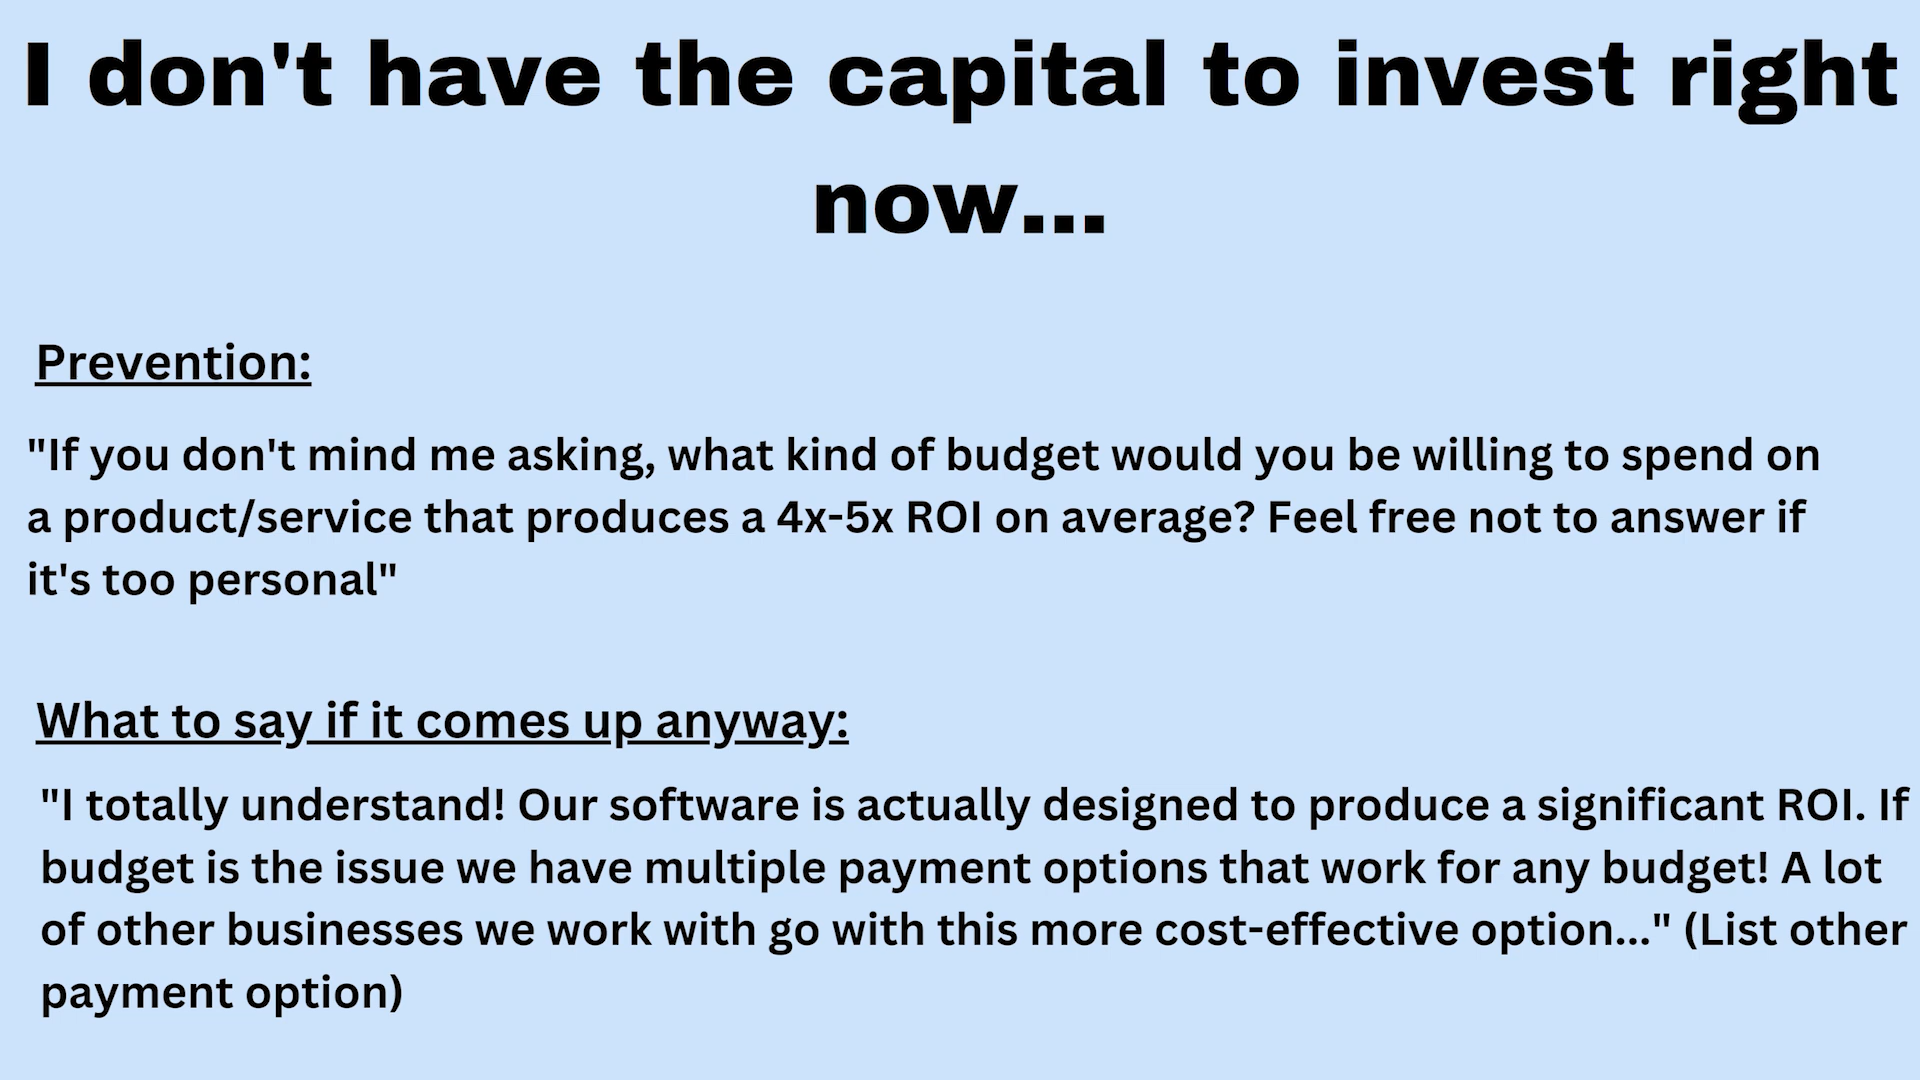 I don't have the capital to invest right
now...
Prevention:
"If you don't mind me asking, what kind of budget would you be willing to spend on
a product/service that produces a 4x-5x ROI on average? Feel free not to answer if
it's too personal"
What to say if it comes up anyway:
"I totally understand! Our software is actually designed to produce a significant ROI. If
budget is the issue we have multiple payment options that work for any budget! A lot
of other businesses we work with go with this more cost-effective option..." (List other
payment option)